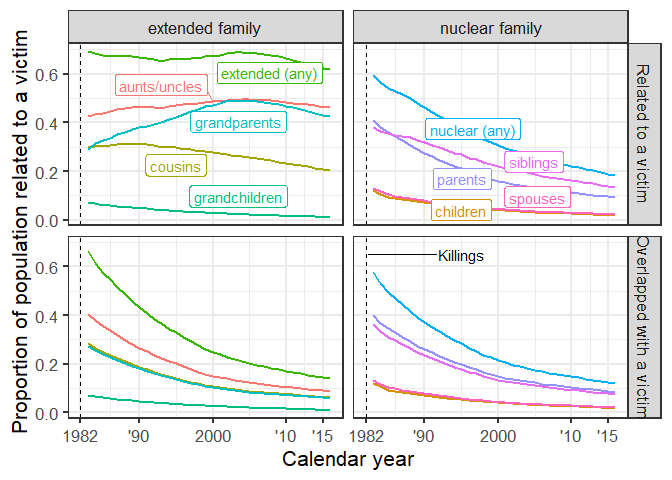 extended family
nuclear family
Proportion of population related to a victim
0.6
0.4
0.2
0.0
extended (any)
aunts/uncles
grandparents
cousins
grandchildren
nuclear (any)
siblings
parents
spouses
children
Related to a victim
0.6
0.4
0.2
0.0
Killings
Overlapped with a victim
1982
'90
2000
'10
'15
1982
'90
2000
'10
'15
Calendar year